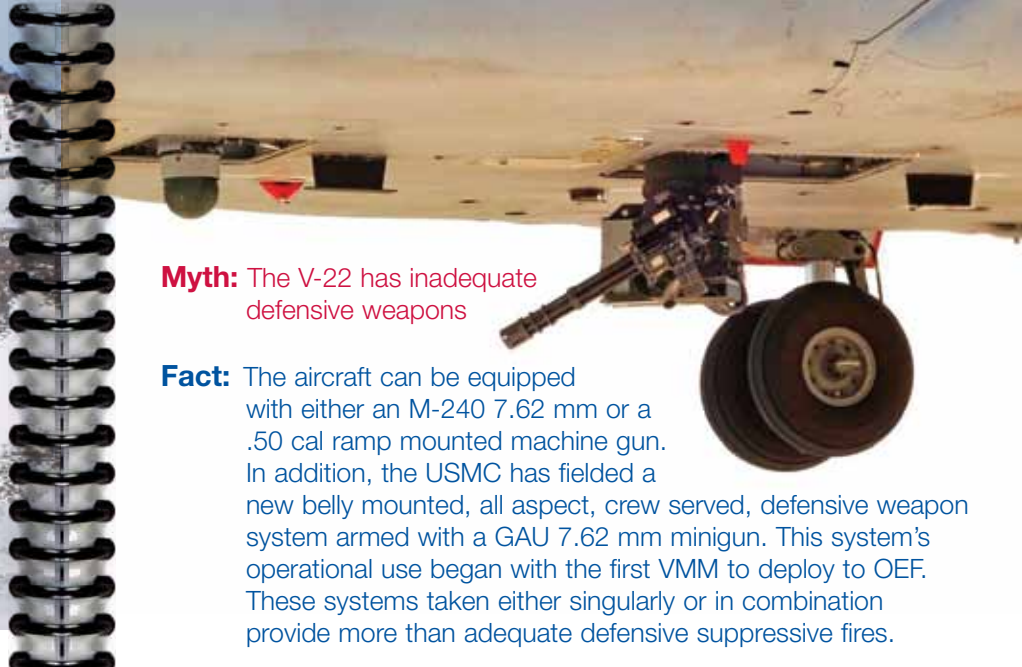 Myth: The V-22 has inadequate
defensive weapons
Fact: The aircraft can be equipped
with either an M-240 7.62 mm or a
.50 cal ramp mounted machine gun.
In addition, the USMC has fielded a
new belly mounted, all aspect, crew served, defensive weapon
system armed with a GAU 7.62 mm minigun. This system’s
operational use began with the first VMM to deploy to OEF.
These systems taken either singularly or in combination
provide more than adequate defensive suppressive fires.